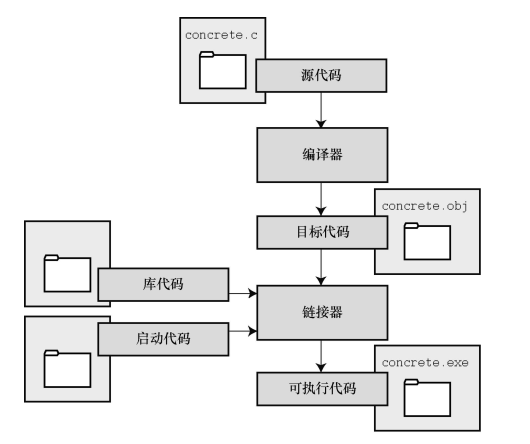 concrete.c
源代码
编译器
concrete.obj
目标代码
库代码
链接器
启动代码
concrete.exe
可执行代码